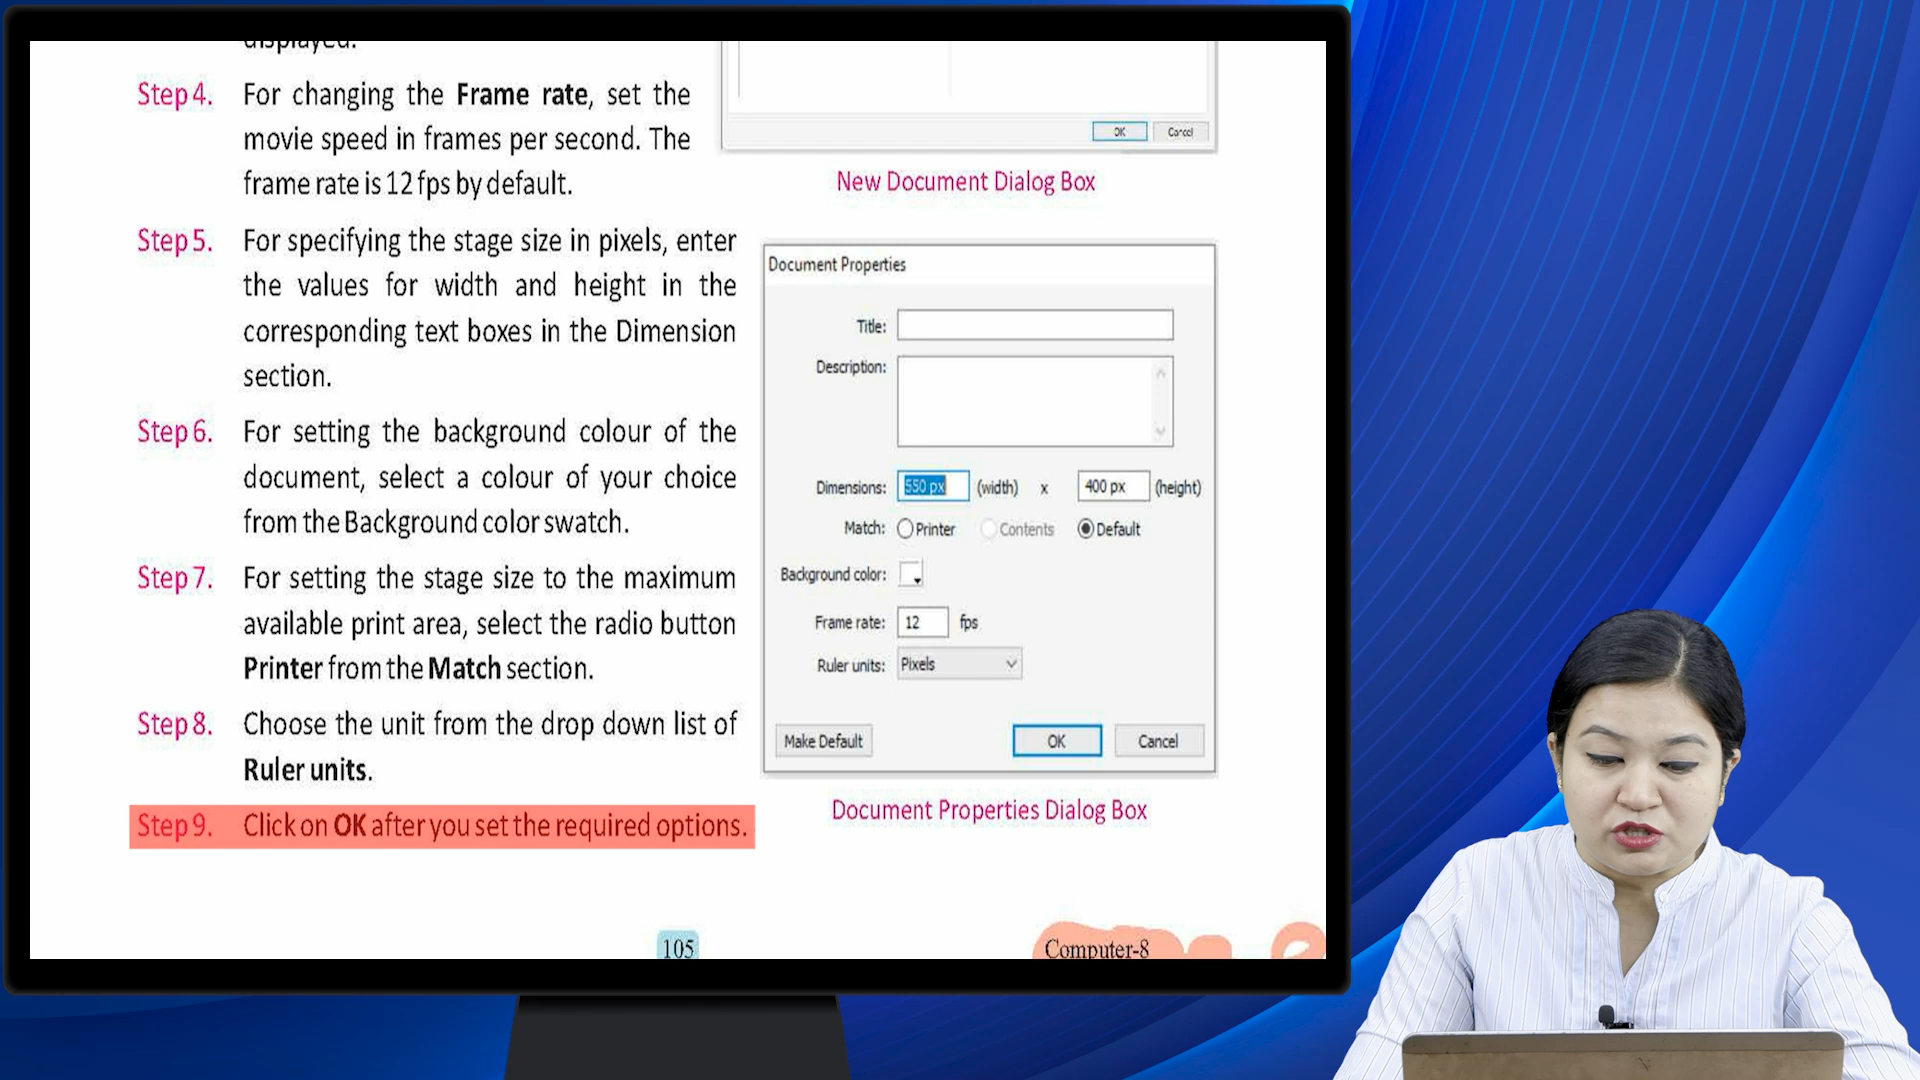 displayed.
Step 4. For changing the Frame rate, set the
movie speed in frames per second. The
frame rate is 12 fps by default.
Step 5. For specifying the stage size in pixels, enter
the values for width and height in the
corresponding text boxes in the Dimension
section.
Step 6. For setting the background colour of the
document, select a colour of your choice
from the Background color swatch.
Step 7. For setting the stage size to the maximum
available print area, select the radio button
Printer from the Match section.
Step 8. Choose the unit from the drop down list of
Ruler units.
Step 9. Click on OK after you set the required options.
OK Cancel
New Document Dialog Box
Document Properties
Title:
Description:
Dimensions: 550 px (width) x 400 px (height)
Match: Printer Contents Default
Background color:
Frame rate: 12 fps
Ruler units: Pixels
Make Default OK Cancel
Document Properties Dialog Box
105
Computer-8